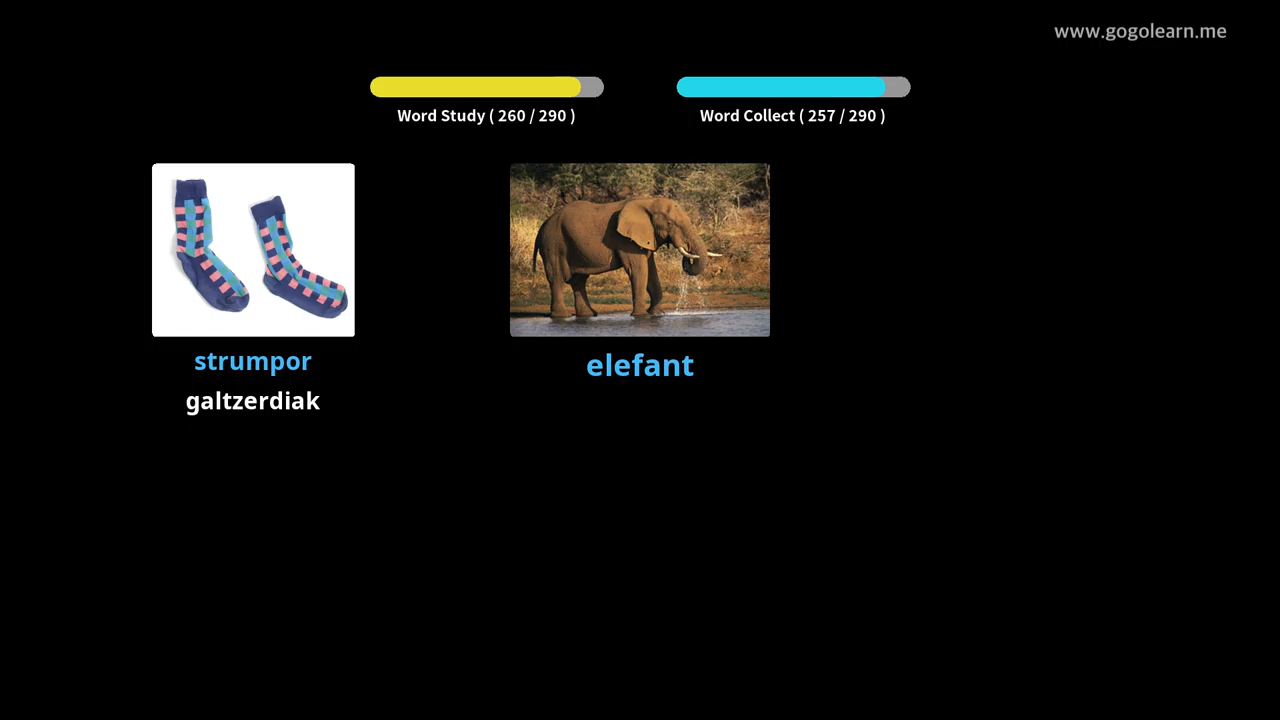 www.gogolearn.me
Word Study ( 260 / 290 )
Word Collect ( 257 / 290 )
strumpor
galtzerdiak
elefant